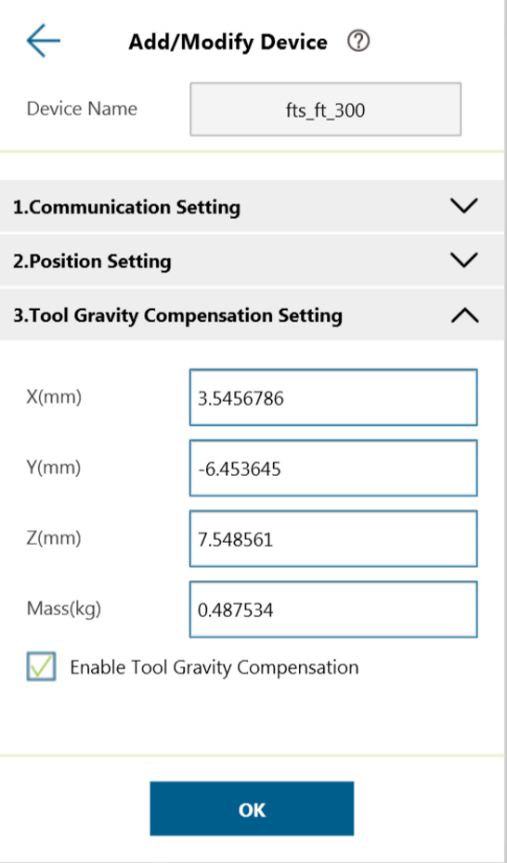 Add/Modify Device ?
Device Name fts_ft_300
1.Communication Setting
2.Position Setting
3.Tool Gravity Compensation Setting
X(mm) 3.5456786
Y(mm) -6.453645
Z(mm) 7.548561
Mass(kg) 0.487534
Enable Tool Gravity Compensation
OK